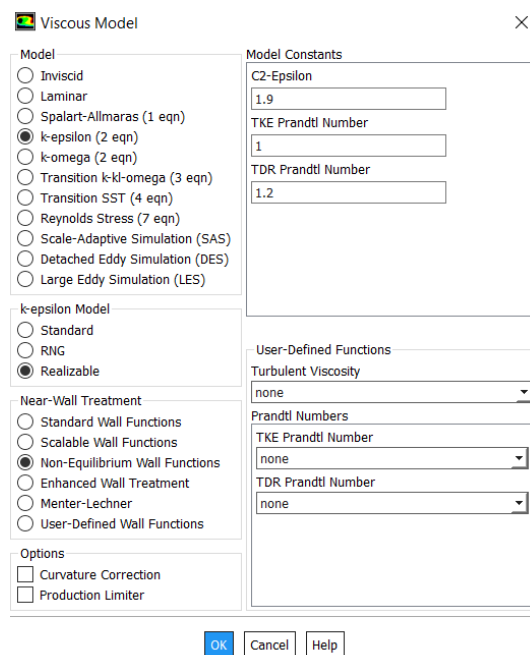 Viscous Model
Model
Inviscid
Laminar
Spalart-Allmaras (1 eqn)
k-epsilon (2 eqn)
k-omega (2 eqn)
Transition k-kl-omega (3 eqn)
Transition SST (4 eqn)
Reynolds Stress (7 eqn)
Scale-Adaptive Simulation (SAS)
Detached Eddy Simulation (DES)
Large Eddy Simulation (LES)
k-epsilon Model
Standard
RNG
Realizable
Near-Wall Treatment
Standard Wall Functions
Scalable Wall Functions
Non-Equilibrium Wall Functions
Enhanced Wall Treatment
Menter-Lechner
User-Defined Wall Functions
Options
Curvature Correction
Production Limiter
Model Constants
C2-Epsilon
1.9
TKE Prandtl Number
1
TDR Prandtl Number
1.2
User-Defined Functions
Turbulent Viscosity
none
Prandtl Numbers
TKE Prandtl Number
none
TDR Prandtl Number
none
OK
Cancel
Help